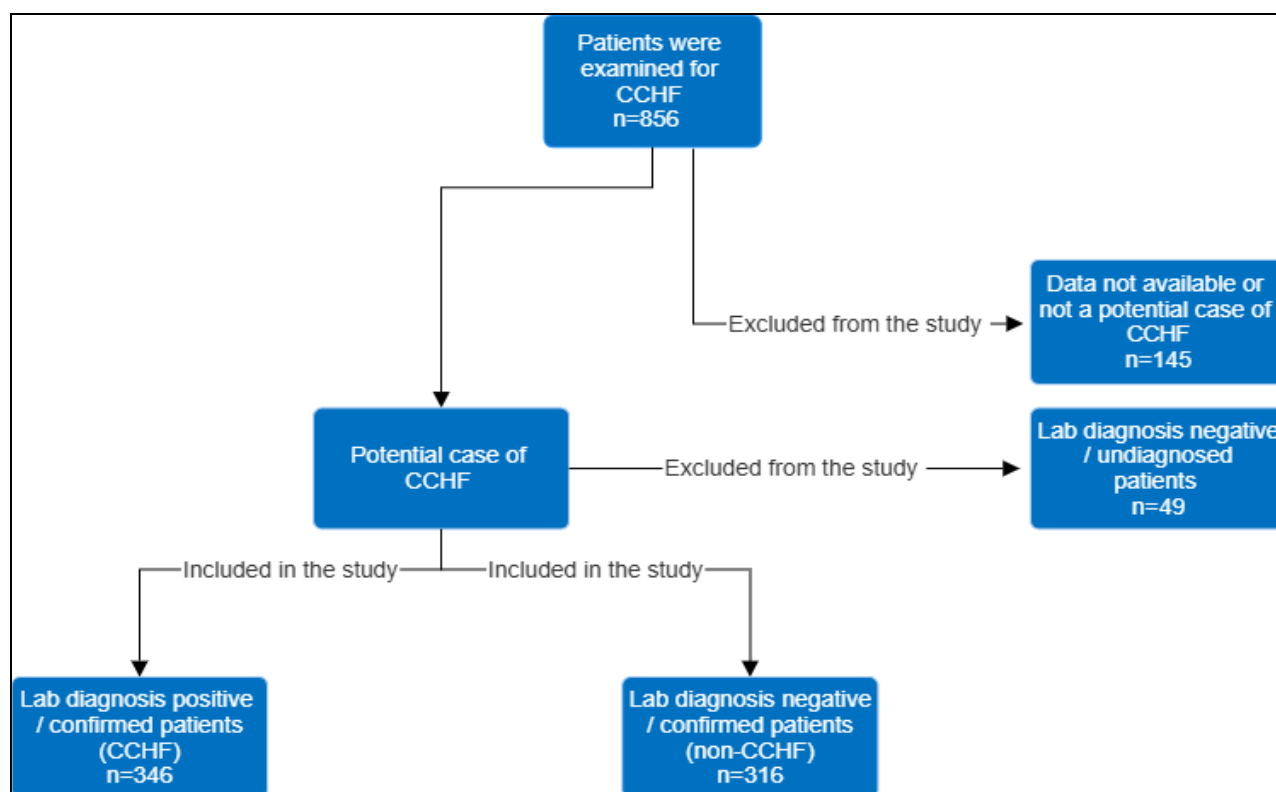 Patients were
examined for
CCHF
n=856
Excluded from the study
Data not available or
not a potential case of
CCHF
n=145
Potential case of
CCHF
Excluded from the study
Lab diagnosis negative
/ undiagnosed
patients
n=49
Included in the study
Included in the study
Lab diagnosis positive
/ confirmed patients
(CCHF)
n=346
Lab diagnosis negative
/ confirmed patients
(non-CCHF)
n=316